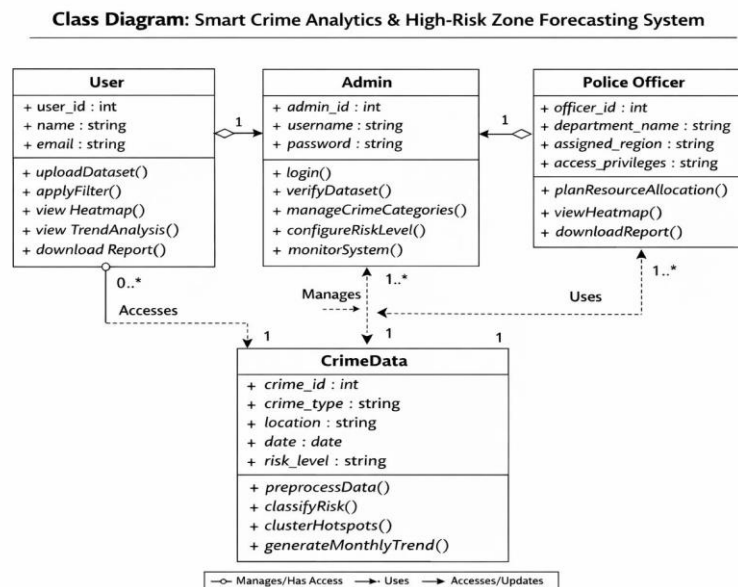 Class Diagram: Smart Crime Analytics & High-Risk Zone Forecasting System
User
+ user_id : int
+ name : string
+ email : string
+ uploadDataset()
+ applyFilter()
+ view Heatmap()
+ view TrendAnalysis()
+ download Report()
1
Admin
+ admin_id : int
+ username : string
+ password : string
+ login()
+ verifyDataset()
+ manageCrimeCategories()
+ configureRiskLevel()
+ monitorSystem()
1
Police Officer
+ officer_id : int
+ department_name : string
+ assigned_region : string
+ access_privileges : string
+ planResourceAllocation()
+ viewHeatmap()
+ downloadReport()
0..*
Accesses
1
Manages
1..*
1
1..*
Uses
1
CrimeData
+ crime_id : int
+ crime_type : string
+ location : string
+ date : date
+ risk_level : string
+ preprocessData()
+ classifyRisk()
+ clusterHotspots()
+ generateMonthlyTrend()
Manages/Has Access Uses Accesses/Updates